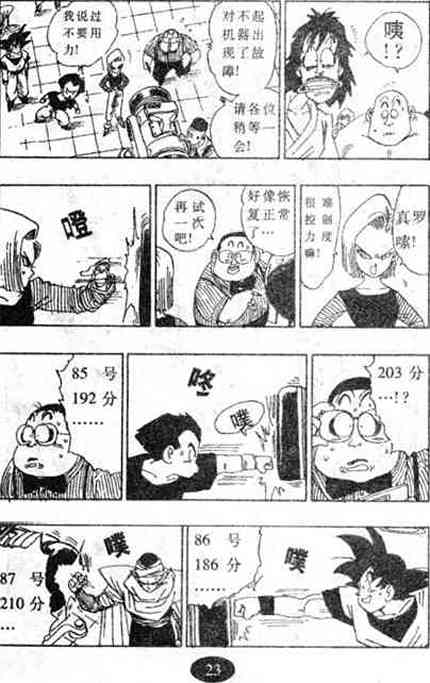 咦
!?
对不起
机器出
现了故
障!
请各位
稍等一
会!
我说过
不要用
力!
真罗
嗦!
很难
控制
力度
嘛!
好像恢
复正常
了…
再试
一次
吧!
噔
203分
…!?
咚
噗
85号
192分
……
86号
186分
……
噗
噗
87号
210分
…
23